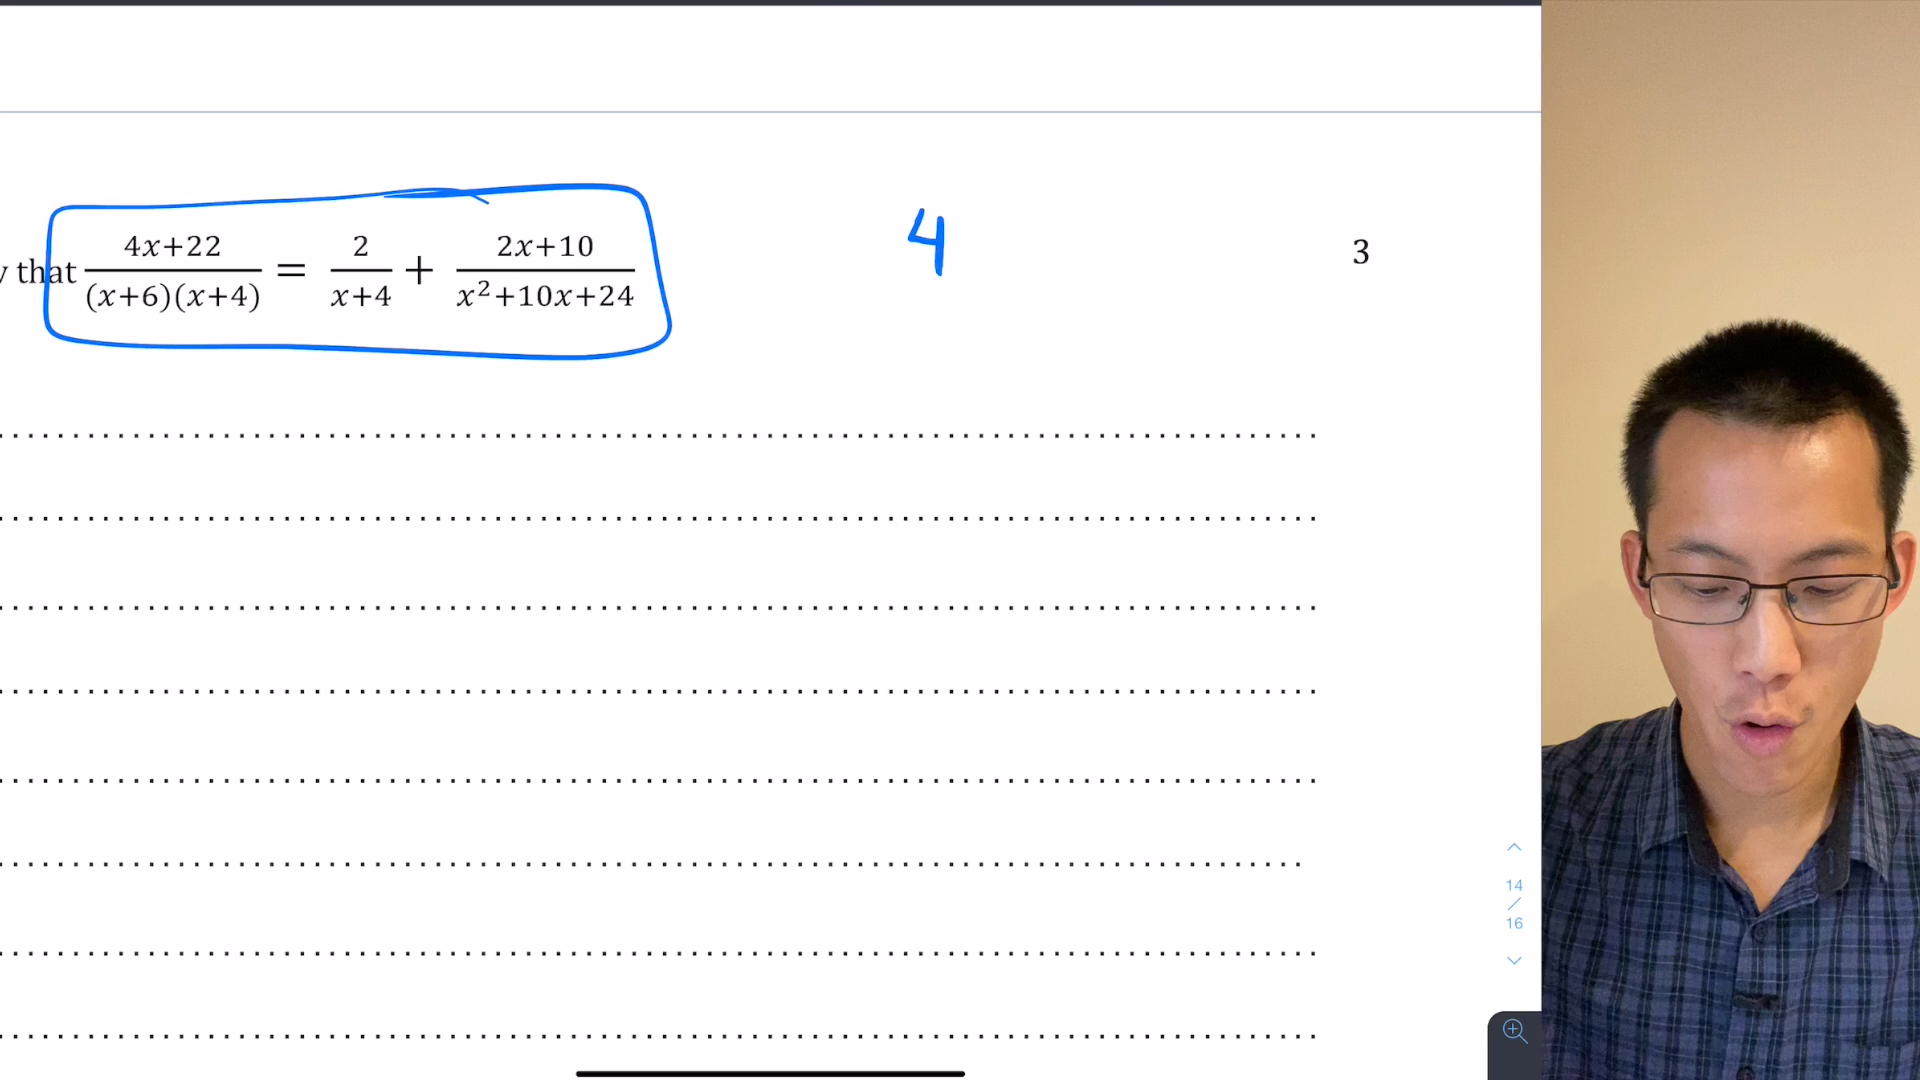 y that (4x+22)/((x+6)(x+4)) = 2/(x+4) + (2x+10)/(x²+10x+24) 4 3
14
/
16